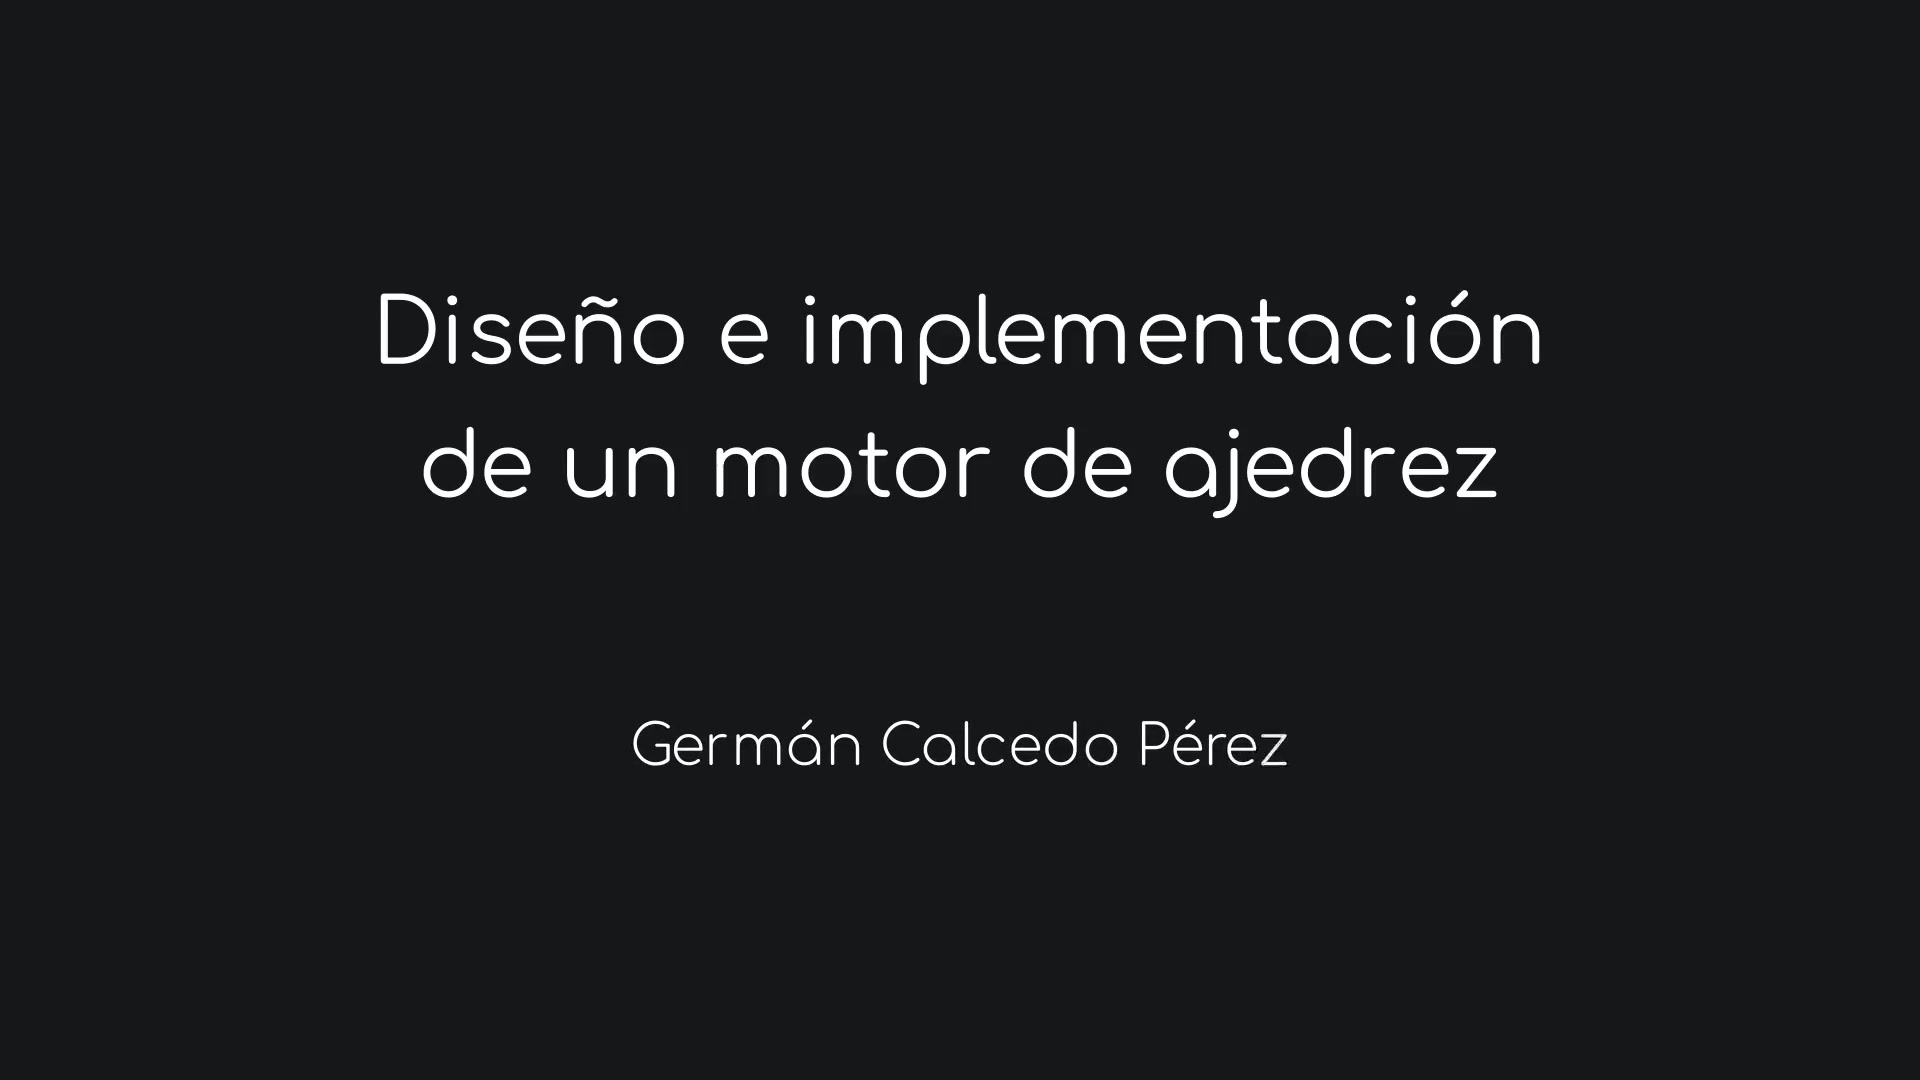 Diseño e implementación
de un motor de ajedrez
Germán Calcedo Pérez